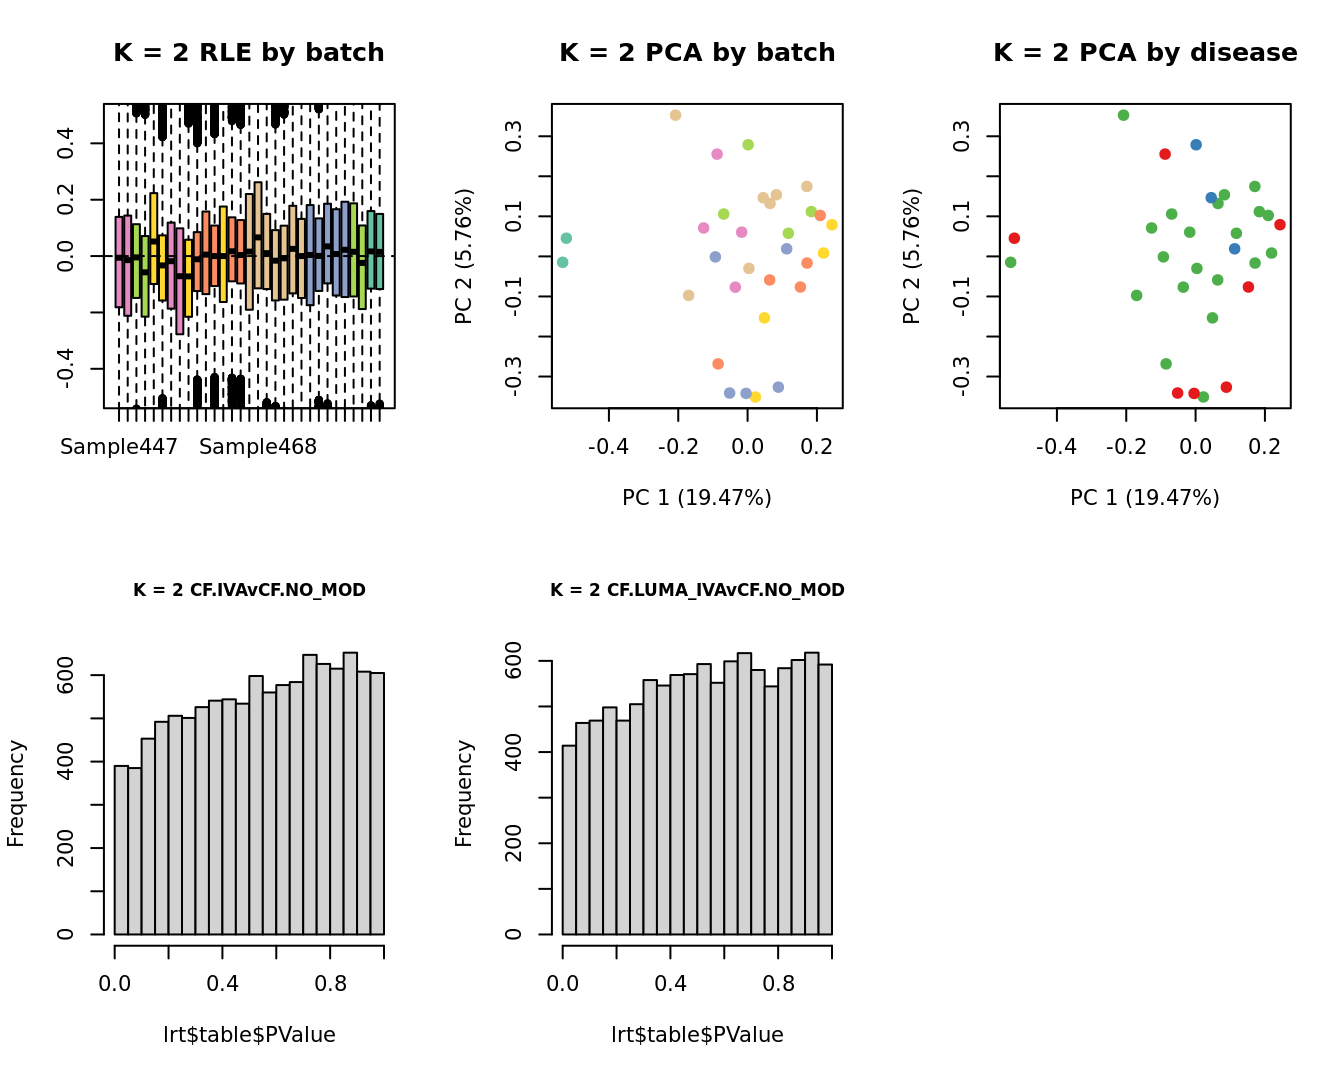 K = 2 RLE by batch
0.4
0.2
0.0
-0.4
Sample447 Sample468
K = 2 PCA by batch
PC 2 (5.76%)
0.3
0.1
-0.1
-0.3
-0.4 -0.2 0.0 0.2
PC 1 (19.47%)
K = 2 PCA by disease
PC 2 (5.76%)
0.3
0.1
-0.1
-0.3
-0.4 -0.2 0.0 0.2
PC 1 (19.47%)
K = 2 CF.IVAvCF.NO_MOD
Frequency
600
400
200
0
0.0 0.4 0.8
lrt$table$PValue
K = 2 CF.LUMA_IVAvCF.NO_MOD
Frequency
600
400
200
0
0.0 0.4 0.8
lrt$table$PValue